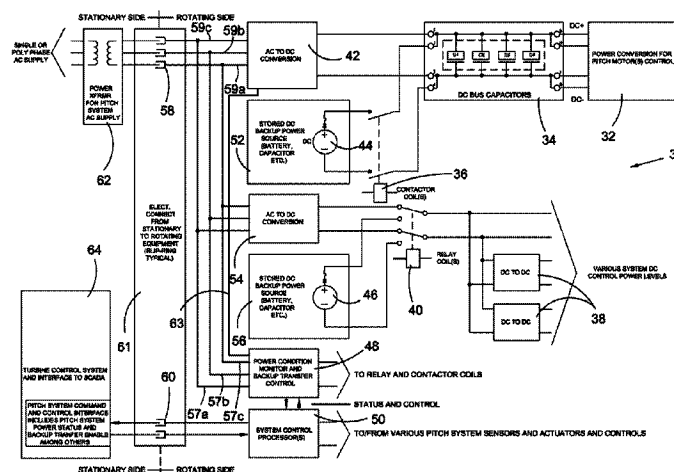 STATIONARY SIDE
ROTATING SIDE
64
SINGLE OR
POLY PHASE
AC SUPPLY
POWER
XFRMR
FOR PITCH
SYSTEM
AC SUPPLY
62
59c
59b
58
59a
AC TO DC
CONVERSION
42
DC+
DC-
DC BUS CAPACITORS
34
POWER CONVERSION FOR
PITCH MOTOR(S) CONTROL
32
STORED DC
BACKUP POWER
SOURCE
(BATTERY,
CAPACITOR
ETC.)
52
DC
44
36
CONTACTOR
COIL(S)
ELECT.
CONNECT
FROM
STATIONARY
TO ROTATING
EQUIPMENT
(SLIP-RING
TYPICAL)
AC TO DC
CONVERSION
54
RELAY
COIL(S)
40
STORED DC
BACKUP POWER
SOURCE
(BATTERY,
CAPACITOR
ETC.)
56
46
DC TO DC
DC TO DC
38
VARIOUS SYSTEM DC
CONTROL POWER LEVELS
64
61
63
TURBINE CONTROL SYSTEM
AND INTERFACE TO SCADA
PITCH SYSTEM COMMAND
AND CONTROL INTERFACE
INCLUDES PITCH SYSTEM
POWER STATUS AND
BACKUP TRANFER ENABLE
AMONG OTHERS
60
57a
57b
57c
POWER CONDITION
MONITOR AND
BACKUP TRANSFER
CONTROL
48
TO RELAY AND CONTACTOR COILS
STATUS AND CONTROL
SYSTEM CONTROL
PROCESSOR(S)
50
TO/FROM VARIOUS PITCH SYSTEM SENSORS AND ACTUATORS AND CONTROLS
STATIONARY SIDE
ROTATING SIDE